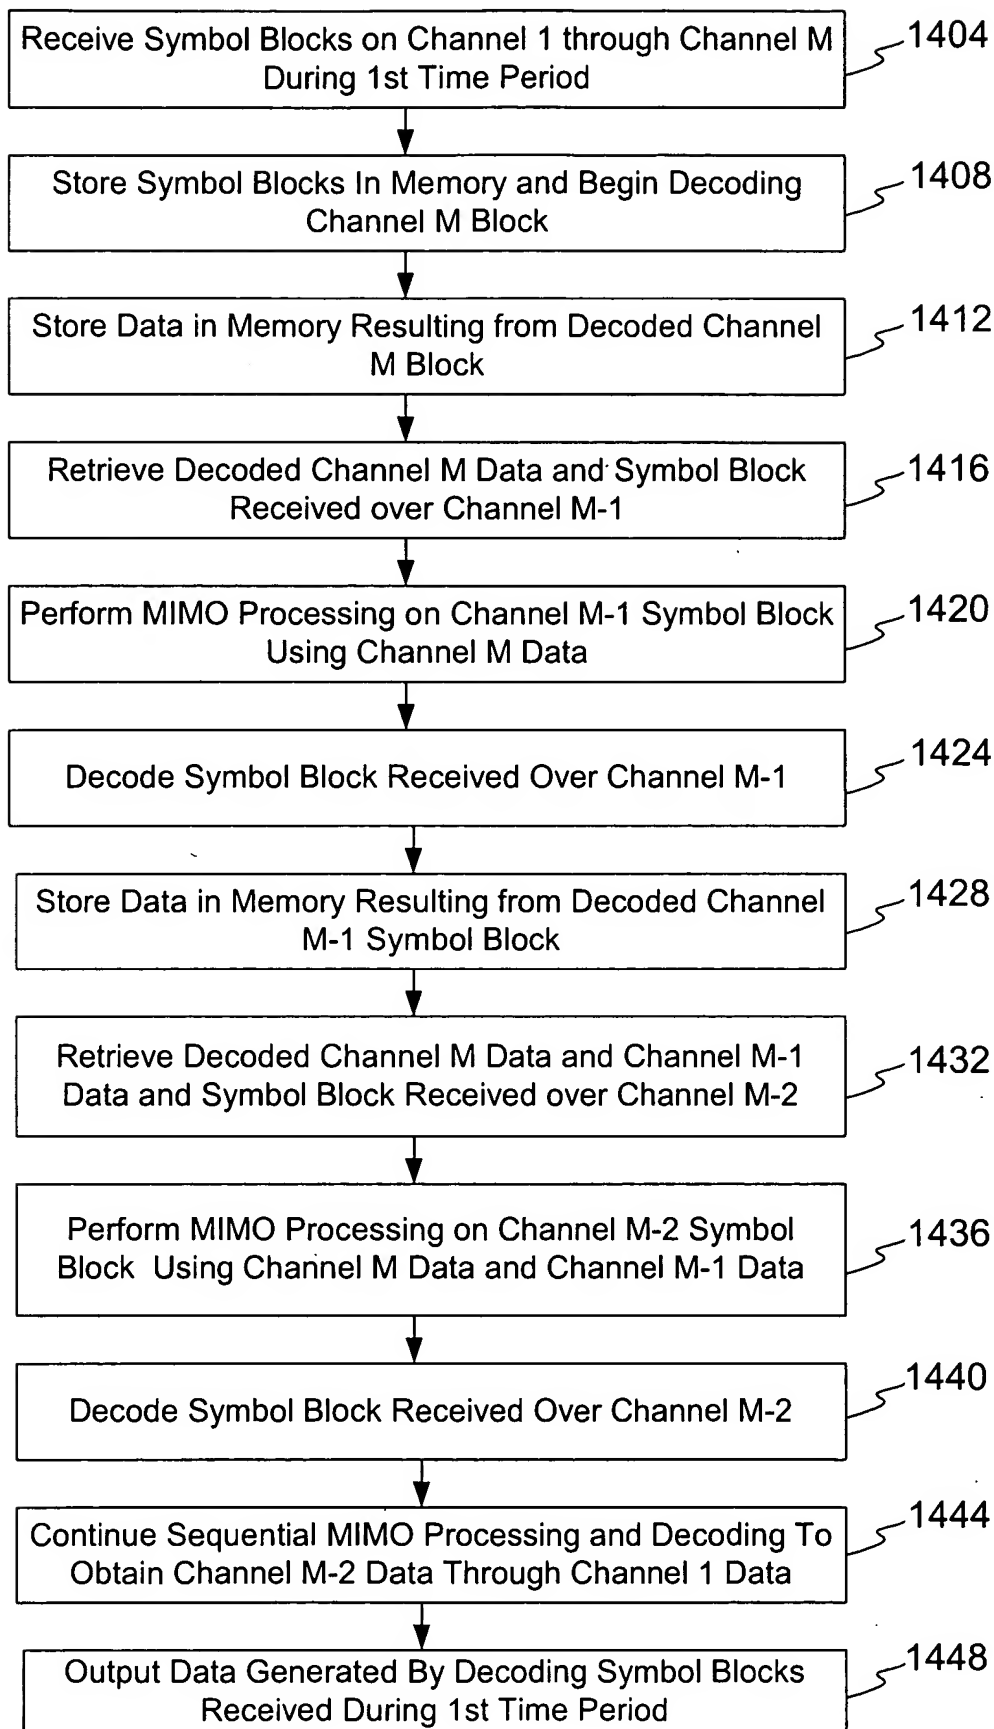 Receive Symbol Blocks on Channel 1 through Channel M
During 1st Time Period
1404
Store Symbol Blocks In Memory and Begin Decoding
Channel M Block
1408
Store Data in Memory Resulting from Decoded Channel
M Block
1412
Retrieve Decoded Channel M Data and Symbol Block
Received over Channel M-1
1416
Perform MIMO Processing on Channel M-1 Symbol Block
Using Channel M Data
1420
Decode Symbol Block Received Over Channel M-1
1424
Store Data in Memory Resulting from Decoded Channel
M-1 Symbol Block
1428
Retrieve Decoded Channel M Data and Channel M-1
Data and Symbol Block Received over Channel M-2
1432
Perform MIMO Processing on Channel M-2 Symbol
Block Using Channel M Data and Channel M-1 Data
1436
Decode Symbol Block Received Over Channel M-2
1440
Continue Sequential MIMO Processing and Decoding To
Obtain Channel M-2 Data Through Channel 1 Data
1444
Output Data Generated By Decoding Symbol Blocks
Received During 1st Time Period
1448